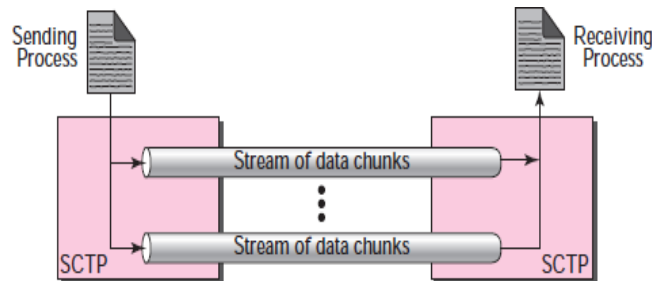 Sending
Process
Receiving
Process
Stream of data chunks
Stream of data chunks
SCTP
SCTP